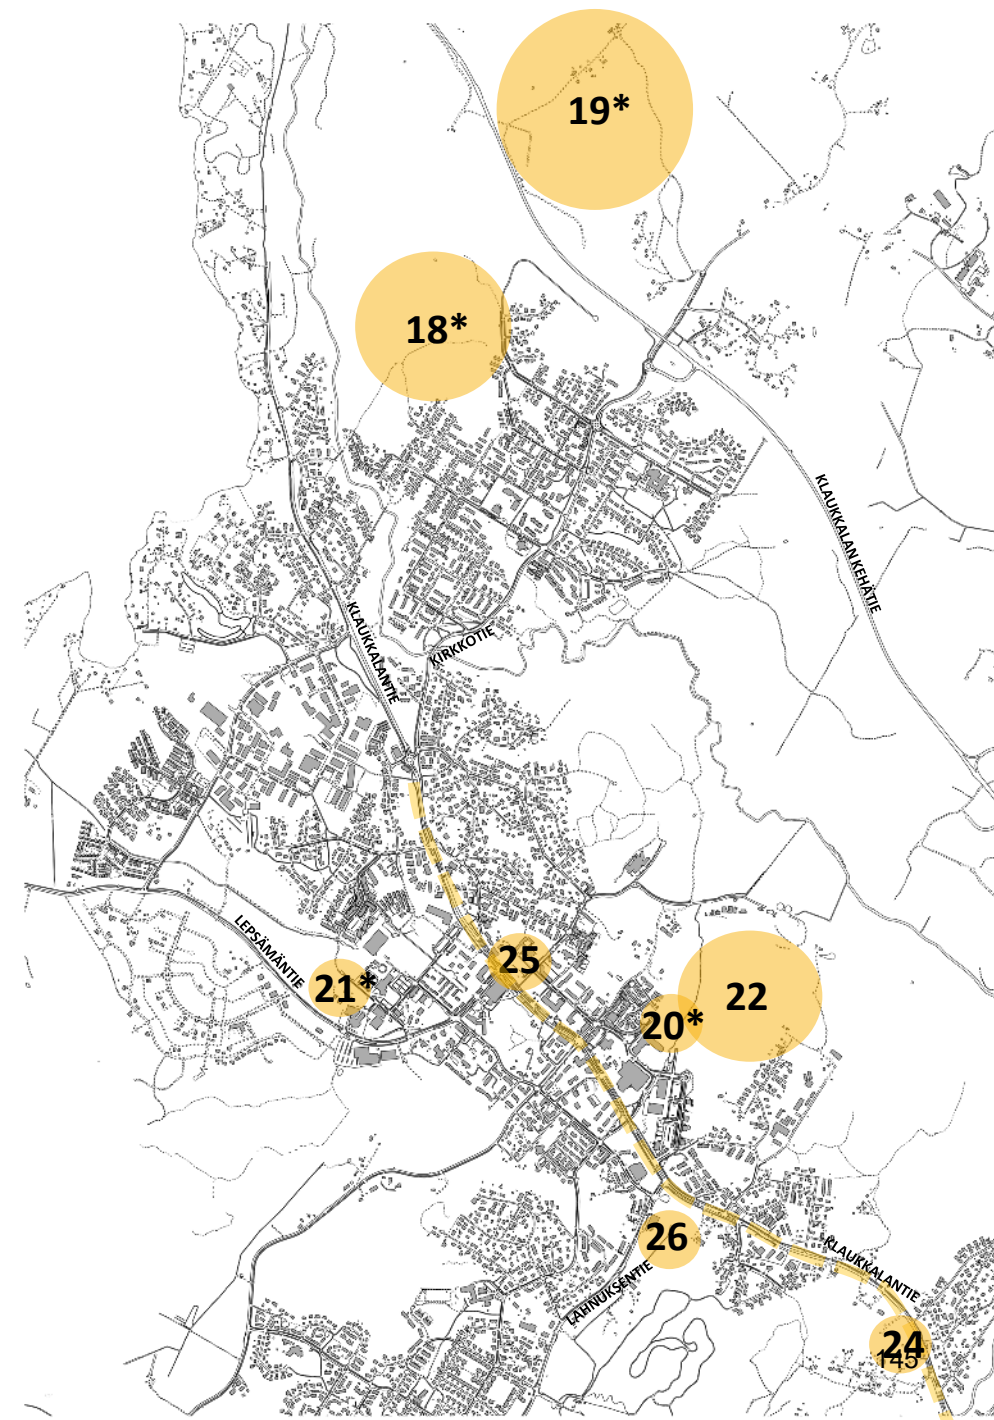 19*
18*
KLAUKKALAN KEHÄTIE
KLAUKKALANTIE
KIRKKOTIE
LEPSÄMÄNTIE
25
21*
22
20*
26
KLAUKKALANTIE
LAHNUKSENTIE
24
145